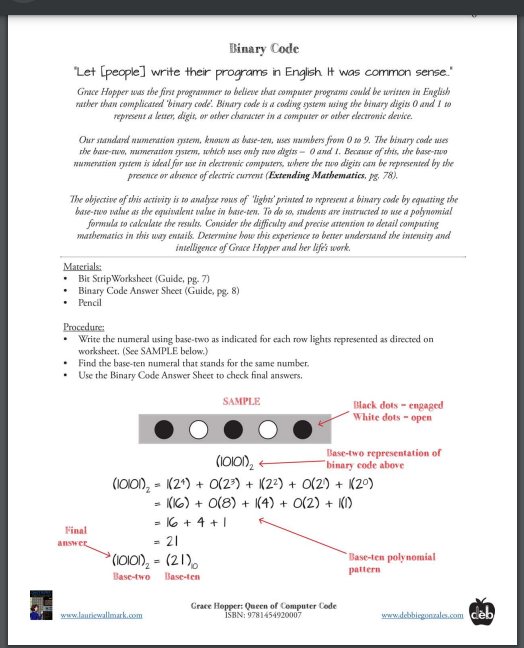 Binary Code
"Let [people] write their programs in English. It was common sense."
Grace Hopper was the first programmer to believe that computer programs could be written in English
rather than complicated 'binary code'. Binary code is a coding system using the binary digits 0 and 1 to
represent a letter, digit, or other character in a computer or other electronic device.
Our standard numeration system, known as base-ten, uses numbers from 0 to 9. The binary code uses
the base-two, numeration system, which uses only two digits – 0 and 1. Because of this, the base-two
numeration system is ideal for use in electronic computers, where the two digits can be represented by the
presence or absence of electric current (Extending Mathematics, pg. 78).
The objective of this activity is to analyze rows of 'lights' printed to represent a binary code by equating the
base-two value as the equivalent value in base-ten. To do so, students are instructed to use a polynomial
formula to calculate the results. Consider the difficulty and precise attention to detail computing
mathematics in this way entails. Determine how this experience to better understand the intensity and
intelligence of Grace Hopper and her life's work.
Materials:
• Bit StripWorksheet (Guide, pg. 7)
• Binary Code Answer Sheet (Guide, pg. 8)
• Pencil
Procedure:
• Write the numeral using base-two as indicated for each row lights represented as directed on
worksheet. (See SAMPLE below.)
• Find the base-ten numeral that stands for the same number.
• Use the Binary Code Answer Sheet to check final answers.
SAMPLE
Black dots – engaged
White dots – open
(10101)₂
Base-two representation of
binary code above
(10101)₂ = 1(2⁴) + 0(2³) + 1(2²) + 0(2¹) + 1(2⁰)
= 1(16) + 0(8) + 1(4) + 0(2) + 1(1)
= 16 + 4 + 1
= 21
Final
answer
(10101)₂ = (21)₁₀
Base-two Base-ten
Base-ten polynomial
pattern
Grace Hopper: Queen of Computer Code
www.lauriewallmark.com ISBN: 9781454920007 www.debbiegonzales.com deb